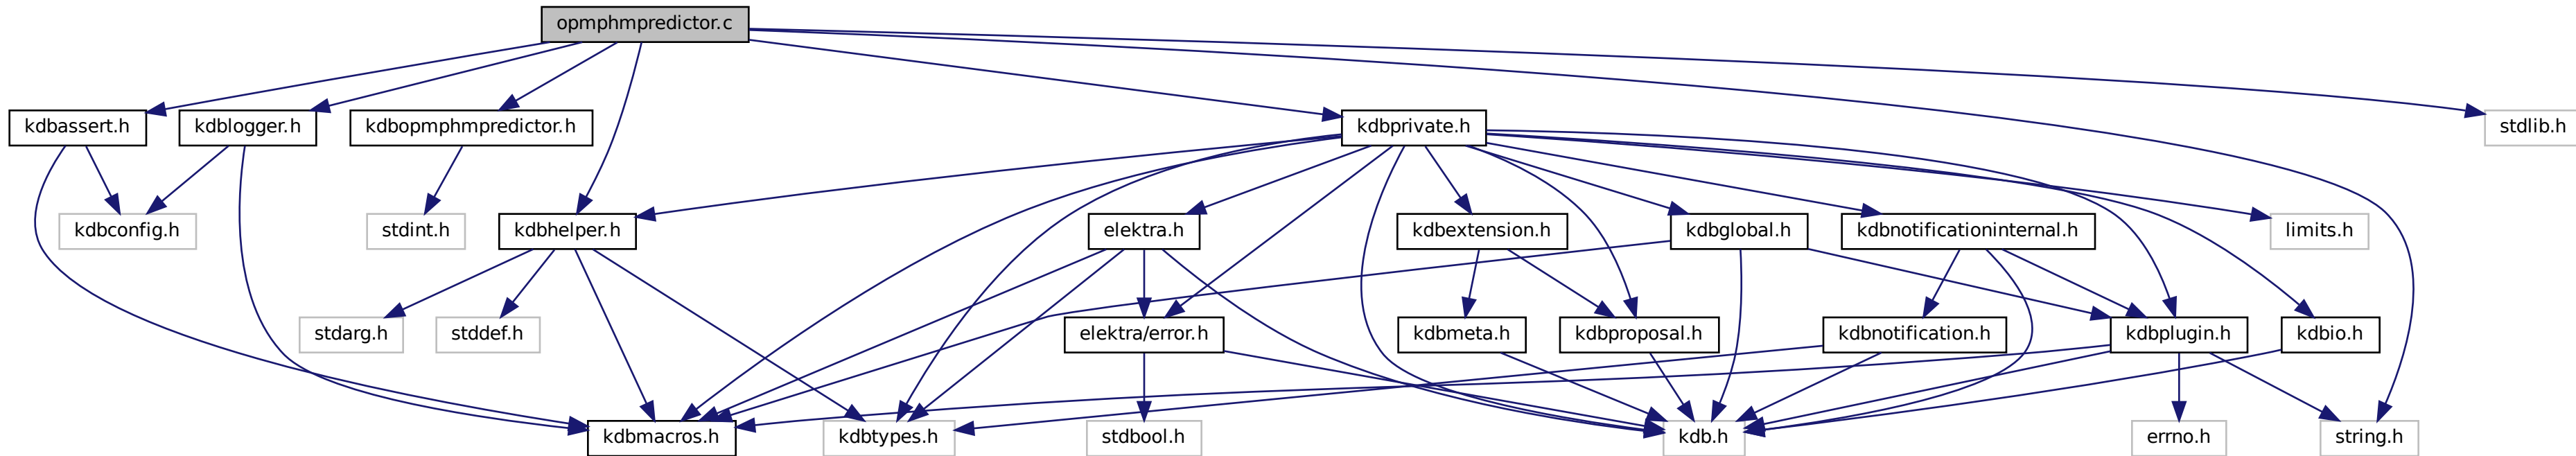 opmphmpredictor.c
kdbassert.h
kdblogger.h
kdbopmphmpredictor.h
kdbprivate.h
stdlib.h
kdbconfig.h
stdint.h
kdbhelper.h
elektra.h
kdbextension.h
kdbglobal.h
kdbnotificationinternal.h
limits.h
stdarg.h
stddef.h
elektra/error.h
kdbmeta.h
kdbproposal.h
kdbnotification.h
kdbplugin.h
kdbio.h
kdbmacros.h
kdbtypes.h
stdbool.h
kdb.h
errno.h
string.h